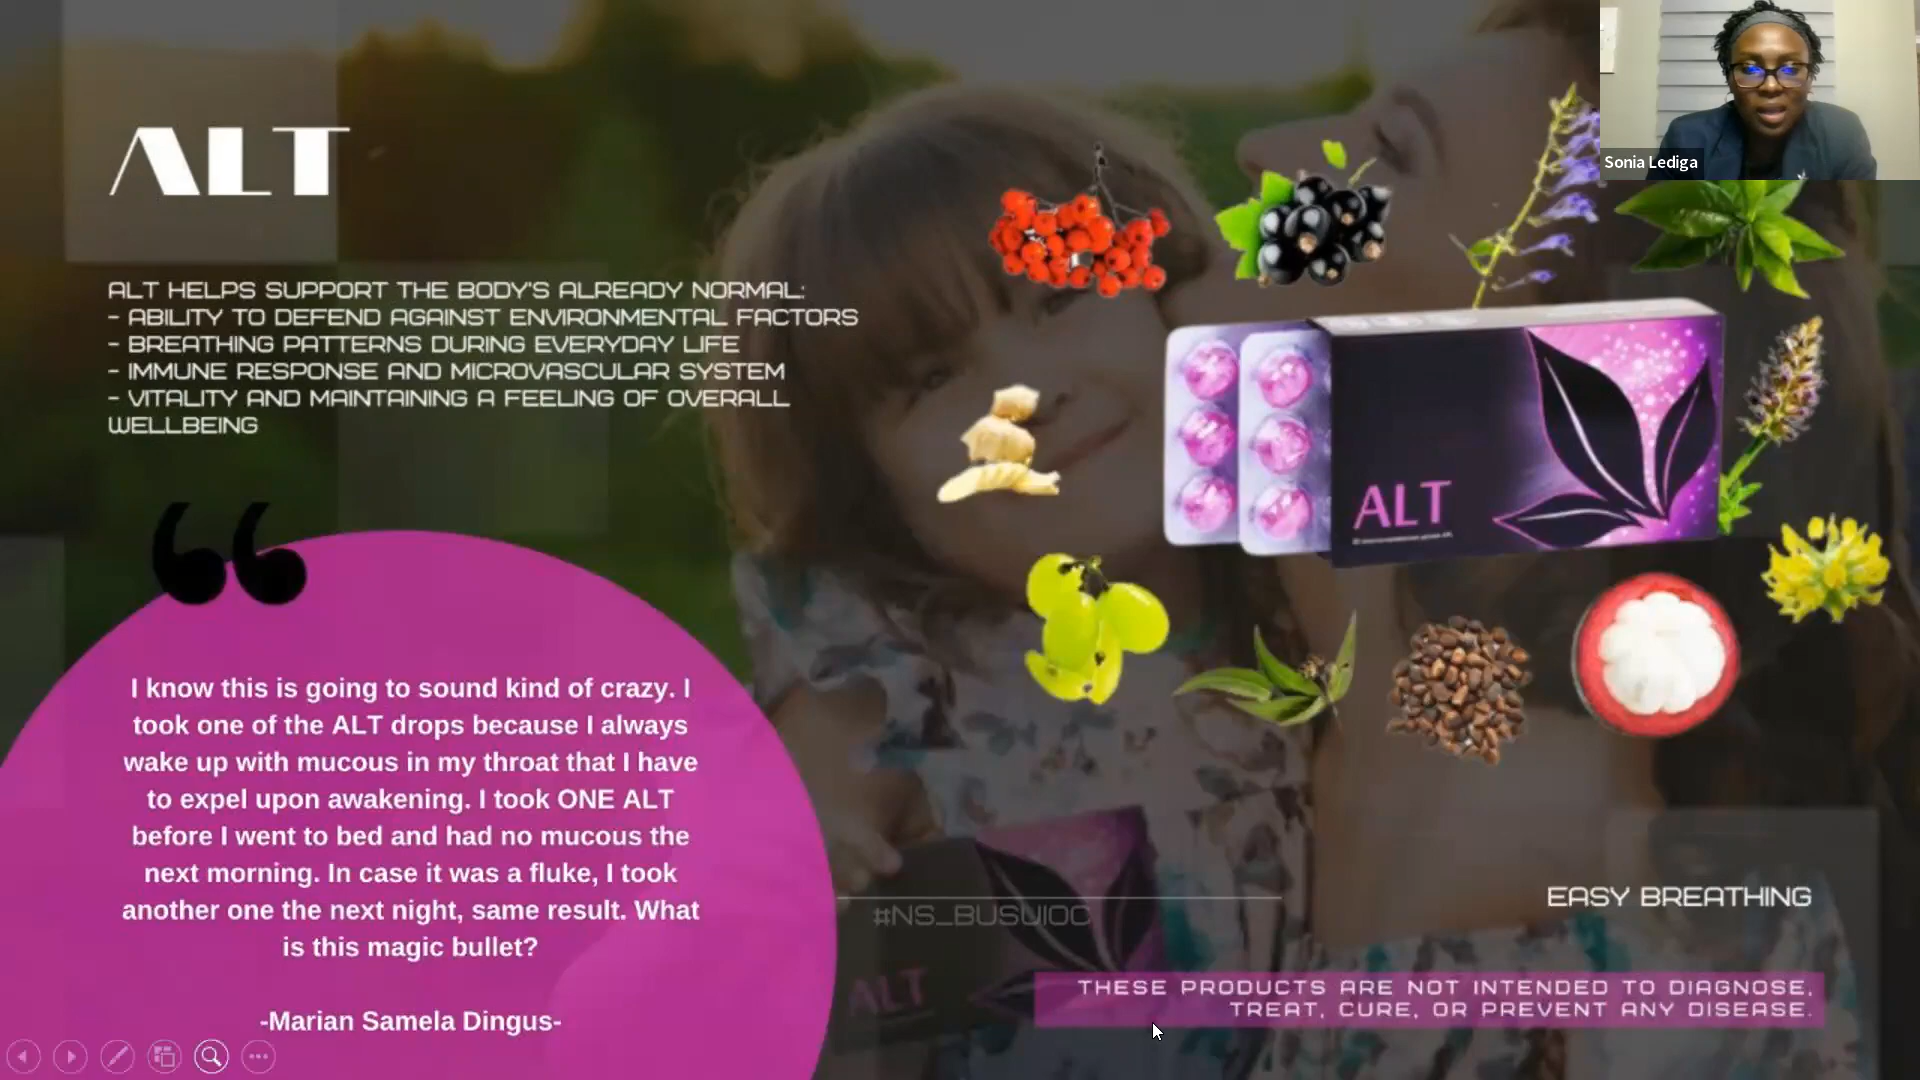 Sonia Lediga
ALT
ALT HELPS SUPPORT THE BODY'S ALREADY NORMAL:
- ABILITY TO DEFEND AGAINST ENVIRONMENTAL FACTORS
- BREATHING PATTERNS DURING EVERYDAY LIFE
- IMMUNE RESPONSE AND MICROVASCULAR SYSTEM
- VITALITY AND MAINTAINING A FEELING OF OVERALL
WELLBEING
ALT
“
I know this is going to sound kind of crazy. I
took one of the ALT drops because I always
wake up with mucous in my throat that I have
to expel upon awakening. I took ONE ALT
before I went to bed and had no mucous the
next morning. In case it was a fluke, I took
another one the next night, same result. What
is this magic bullet?
-Marian Samela Dingus-
#NS_BUSUIOC
ALT
EASY BREATHING
THESE PRODUCTS ARE NOT INTENDED TO DIAGNOSE,
TREAT, CURE, OR PREVENT ANY DISEASE.